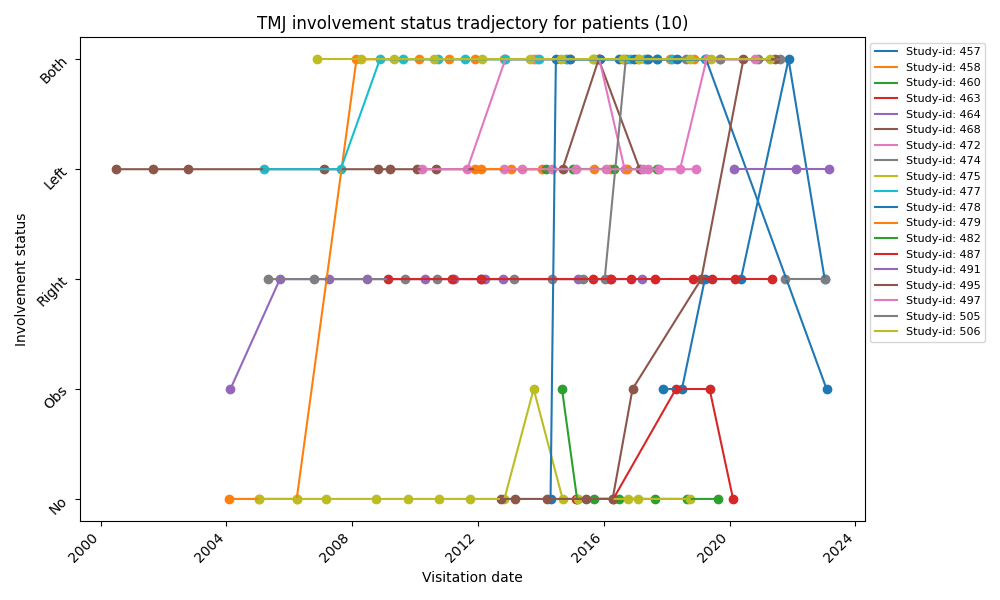 TMJ involvement status tradjectory for patients (10)
Involvement status
Both
Left
Right
Obs
No
2000
2004
2008
2012
2016
2020
2024
Visitation date
Study-id: 457
Study-id: 458
Study-id: 460
Study-id: 463
Study-id: 464
Study-id: 468
Study-id: 472
Study-id: 474
Study-id: 475
Study-id: 477
Study-id: 478
Study-id: 479
Study-id: 482
Study-id: 487
Study-id: 491
Study-id: 495
Study-id: 497
Study-id: 505
Study-id: 506